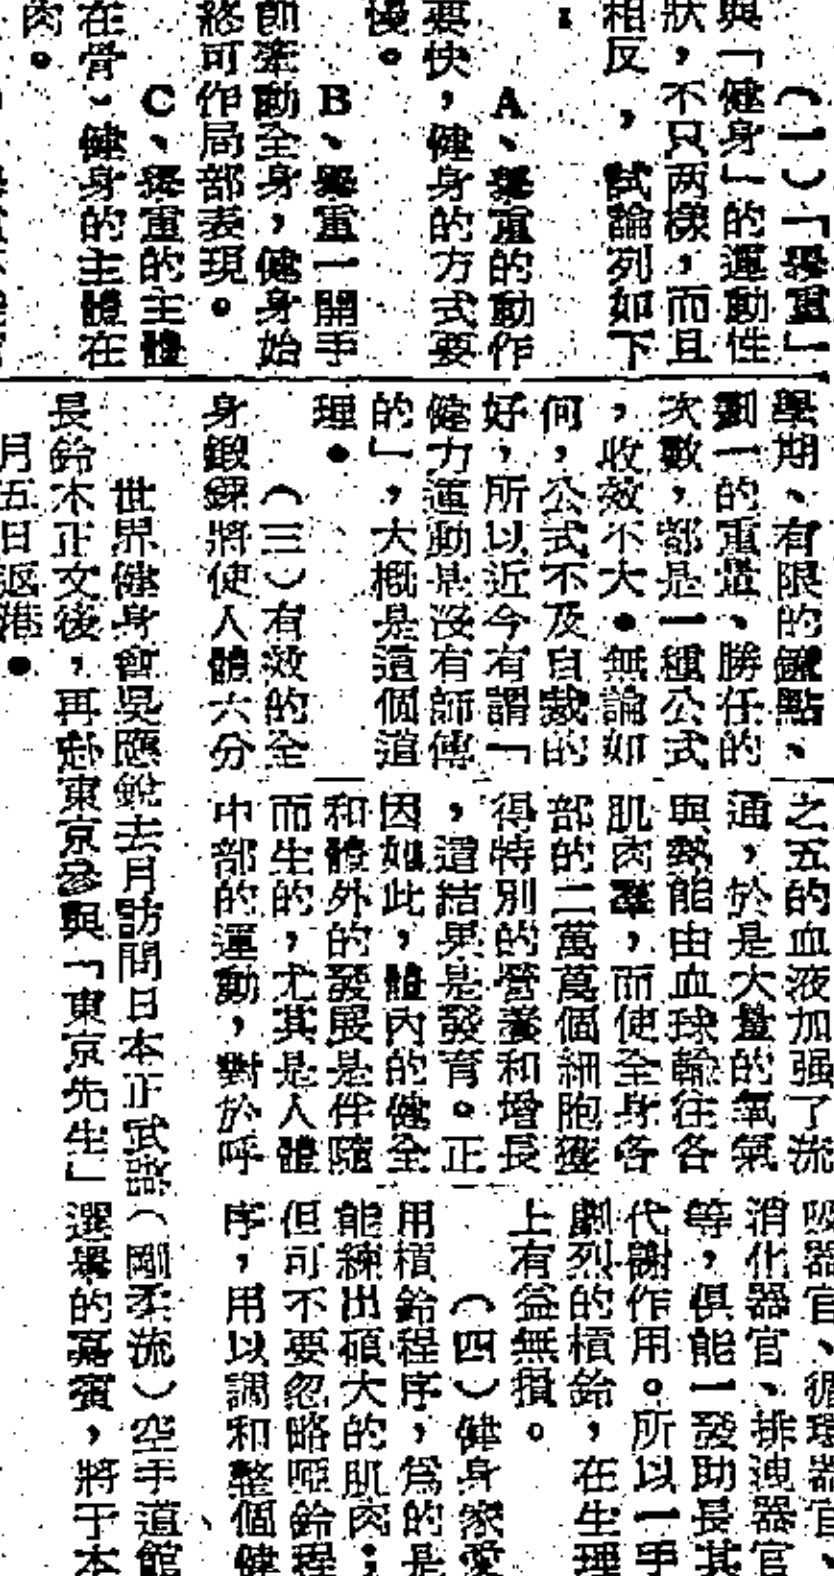 （1）「舉重」
與「健身」的運動性
狀，不只两樣，而且
相反，試論列如下
：
A、舉重的動作
要快，健身的方式要
慢。
B、舉重一開手
卽牽動全身，健身始
終可作局部表現。
C、舉重的主體
在骨、健身的主體在
肉。
學期、有限的鐘點、
劃一的重量、勝任的
次數，都是一種公式
，收效不大。無論如
何，公式不及自裁的
好，所以近今有謂「
健力運動是沒有師傅
的」，大概是這個道
理。
（三）有效的全
身鍛鍊將使人體六分
之五的血液加强了流
通，於是大量的氧氣
與熱能由血球輸往各
肌肉羣，而使全身各
部的二萬萬個細胞獲
得特別的營養和增長
，這結果是發育。正
因如此，體內的健全
和體外的發展是伴隨
而生的，尤其是人體
中部的運動，對於呼
吸器官、循環器官、
消化器官、排洩器官
等，俱能一發助長其
代謝作用。所以一手
劇烈的槓鈴，在生理
上有益無損。
（四）健身家愛
用槓鈴程序，爲的是
能練出碩大的肌肉；
但可不要忽略啞鈴程
序，用以調和整個健
世界健身會吳應銳去月訪問日本正武館（剛柔流）空手道館
長鈴木正文後，再赴東京參與「東京先生」選舉的嘉賓，將于本
月五日返港。